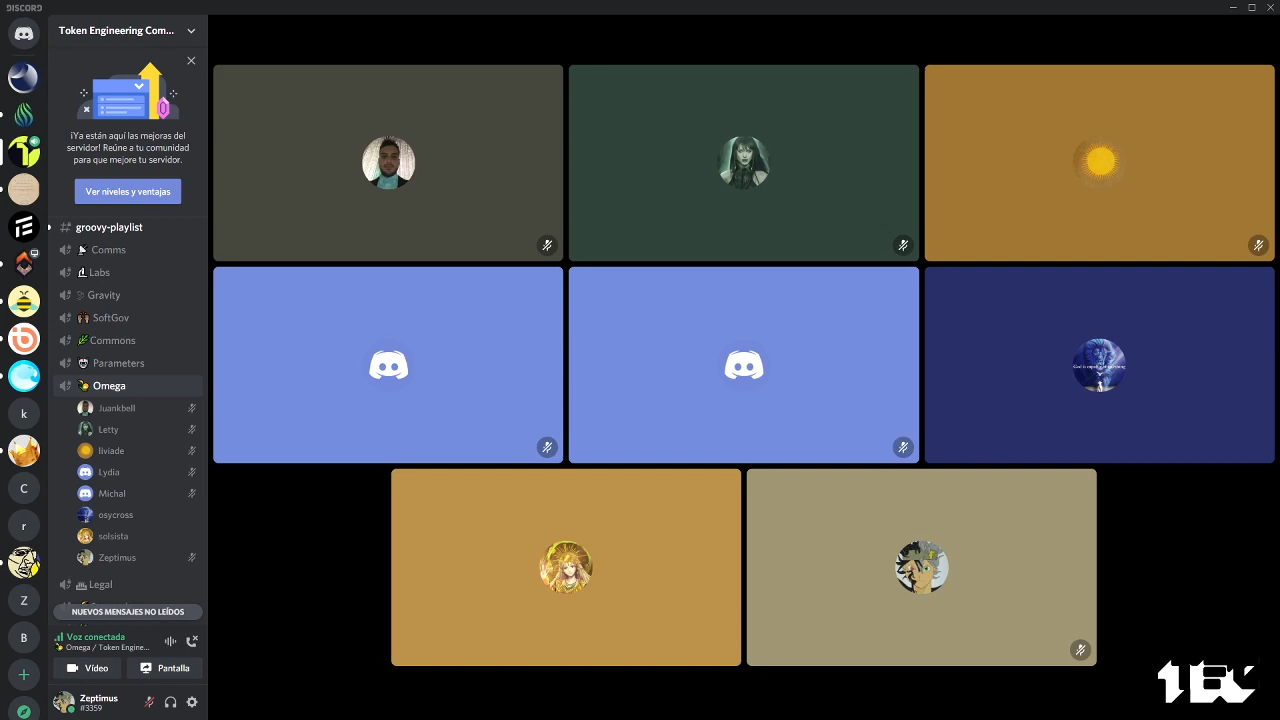 DISCORD
Token Engineering Com...
¡Ya están aquí las mejoras del
servidor! Reúne a tu comunidad
para que mejore tu servidor.
Ver niveles y ventajas
groovy-playlist
Comms
Labs
Gravity
SoftGov
Commons
Parameters
Omega
Juankbell
Letty
liviade
Lydia
Michal
osycross
solsista
Zeptimus
Legal
NUEVOS MENSAJES NO LEÍDOS
Voz conectada
Omega / Token Engine...
Vídeo
Pantalla
Zeptimus
#3359
k
C
r
Z
B